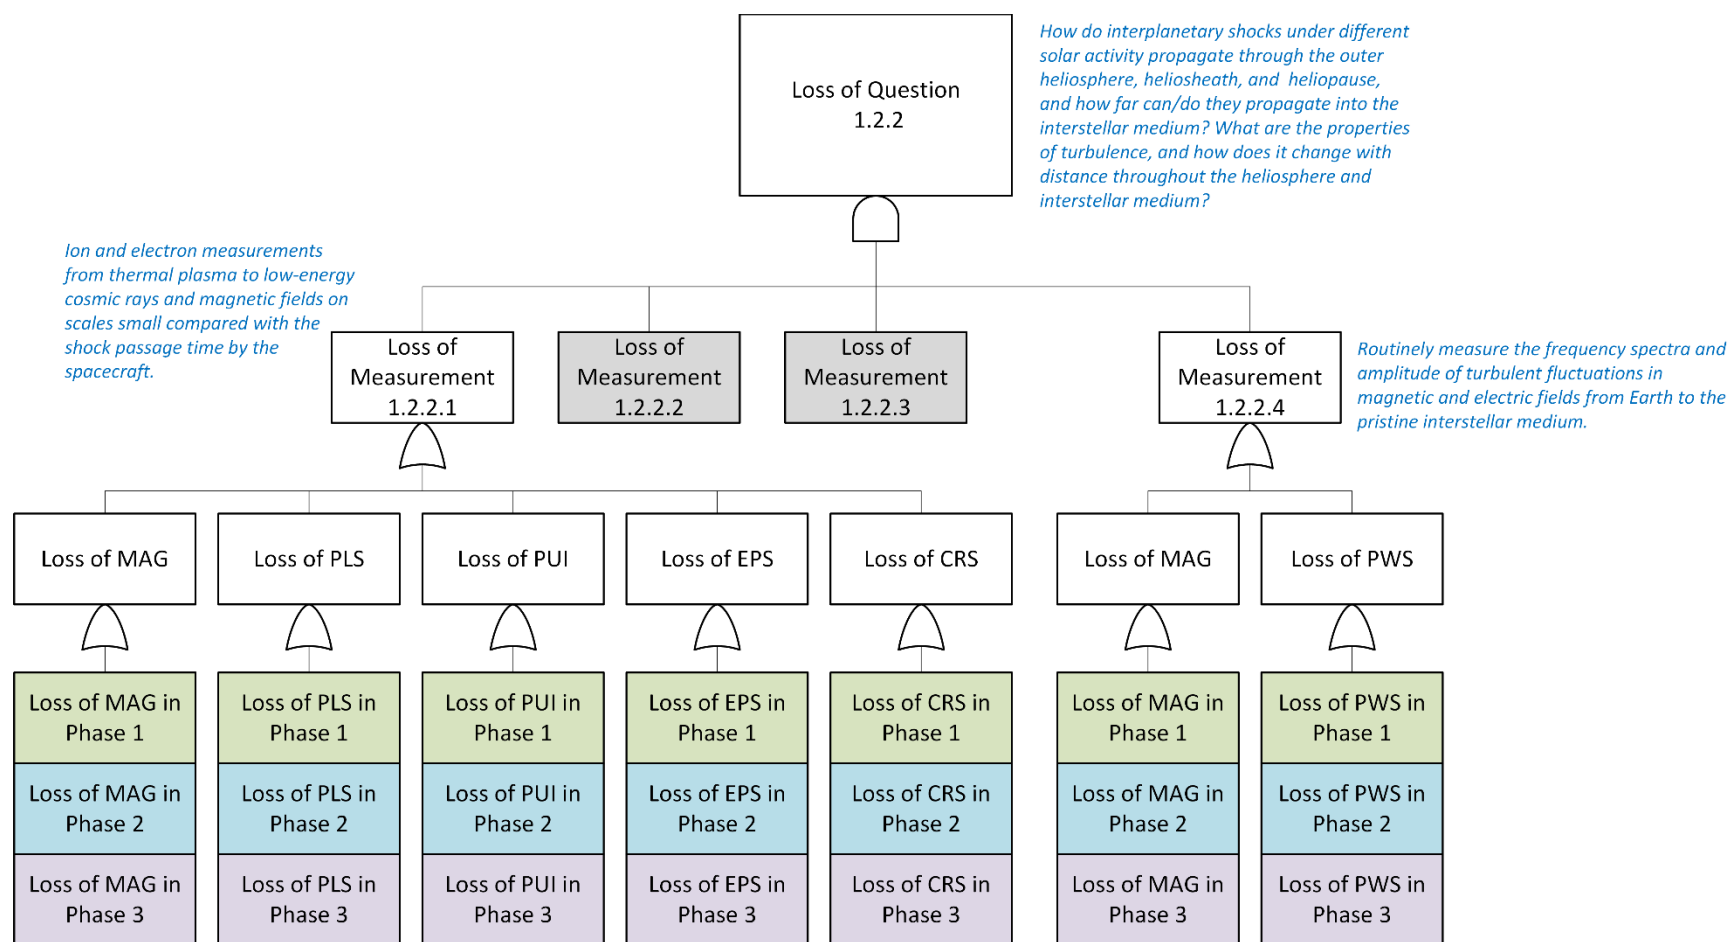 Loss of Question
1.2.2
How do interplanetary shocks under different
solar activity propagate through the outer
heliosphere, heliosheath, and heliopause,
and how far can/do they propagate into the
interstellar medium? What are the properties
of turbulence, and how does it change with
distance throughout the heliosphere and
interstellar medium?
Ion and electron measurements
from thermal plasma to low-energy
cosmic rays and magnetic fields on
scales small compared with the
shock passage time by the
spacecraft.
Loss of
Measurement
1.2.2.1
Loss of
Measurement
1.2.2.2
Loss of
Measurement
1.2.2.3
Loss of
Measurement
1.2.2.4
Routinely measure the frequency spectra and
amplitude of turbulent fluctuations in
magnetic and electric fields from Earth to the
pristine interstellar medium.
Loss of MAG
Loss of PLS
Loss of PUI
Loss of EPS
Loss of CRS
Loss of MAG
Loss of PWS
Loss of MAG in
Phase 1
Loss of PLS in
Phase 1
Loss of PUI in
Phase 1
Loss of EPS in
Phase 1
Loss of CRS in
Phase 1
Loss of MAG in
Phase 1
Loss of PWS in
Phase 1
Loss of MAG in
Phase 2
Loss of PLS in
Phase 2
Loss of PUI in
Phase 2
Loss of EPS in
Phase 2
Loss of CRS in
Phase 2
Loss of MAG in
Phase 2
Loss of PWS in
Phase 2
Loss of MAG in
Phase 3
Loss of PLS in
Phase 3
Loss of PUI in
Phase 3
Loss of EPS in
Phase 3
Loss of CRS in
Phase 3
Loss of MAG in
Phase 3
Loss of PWS in
Phase 3